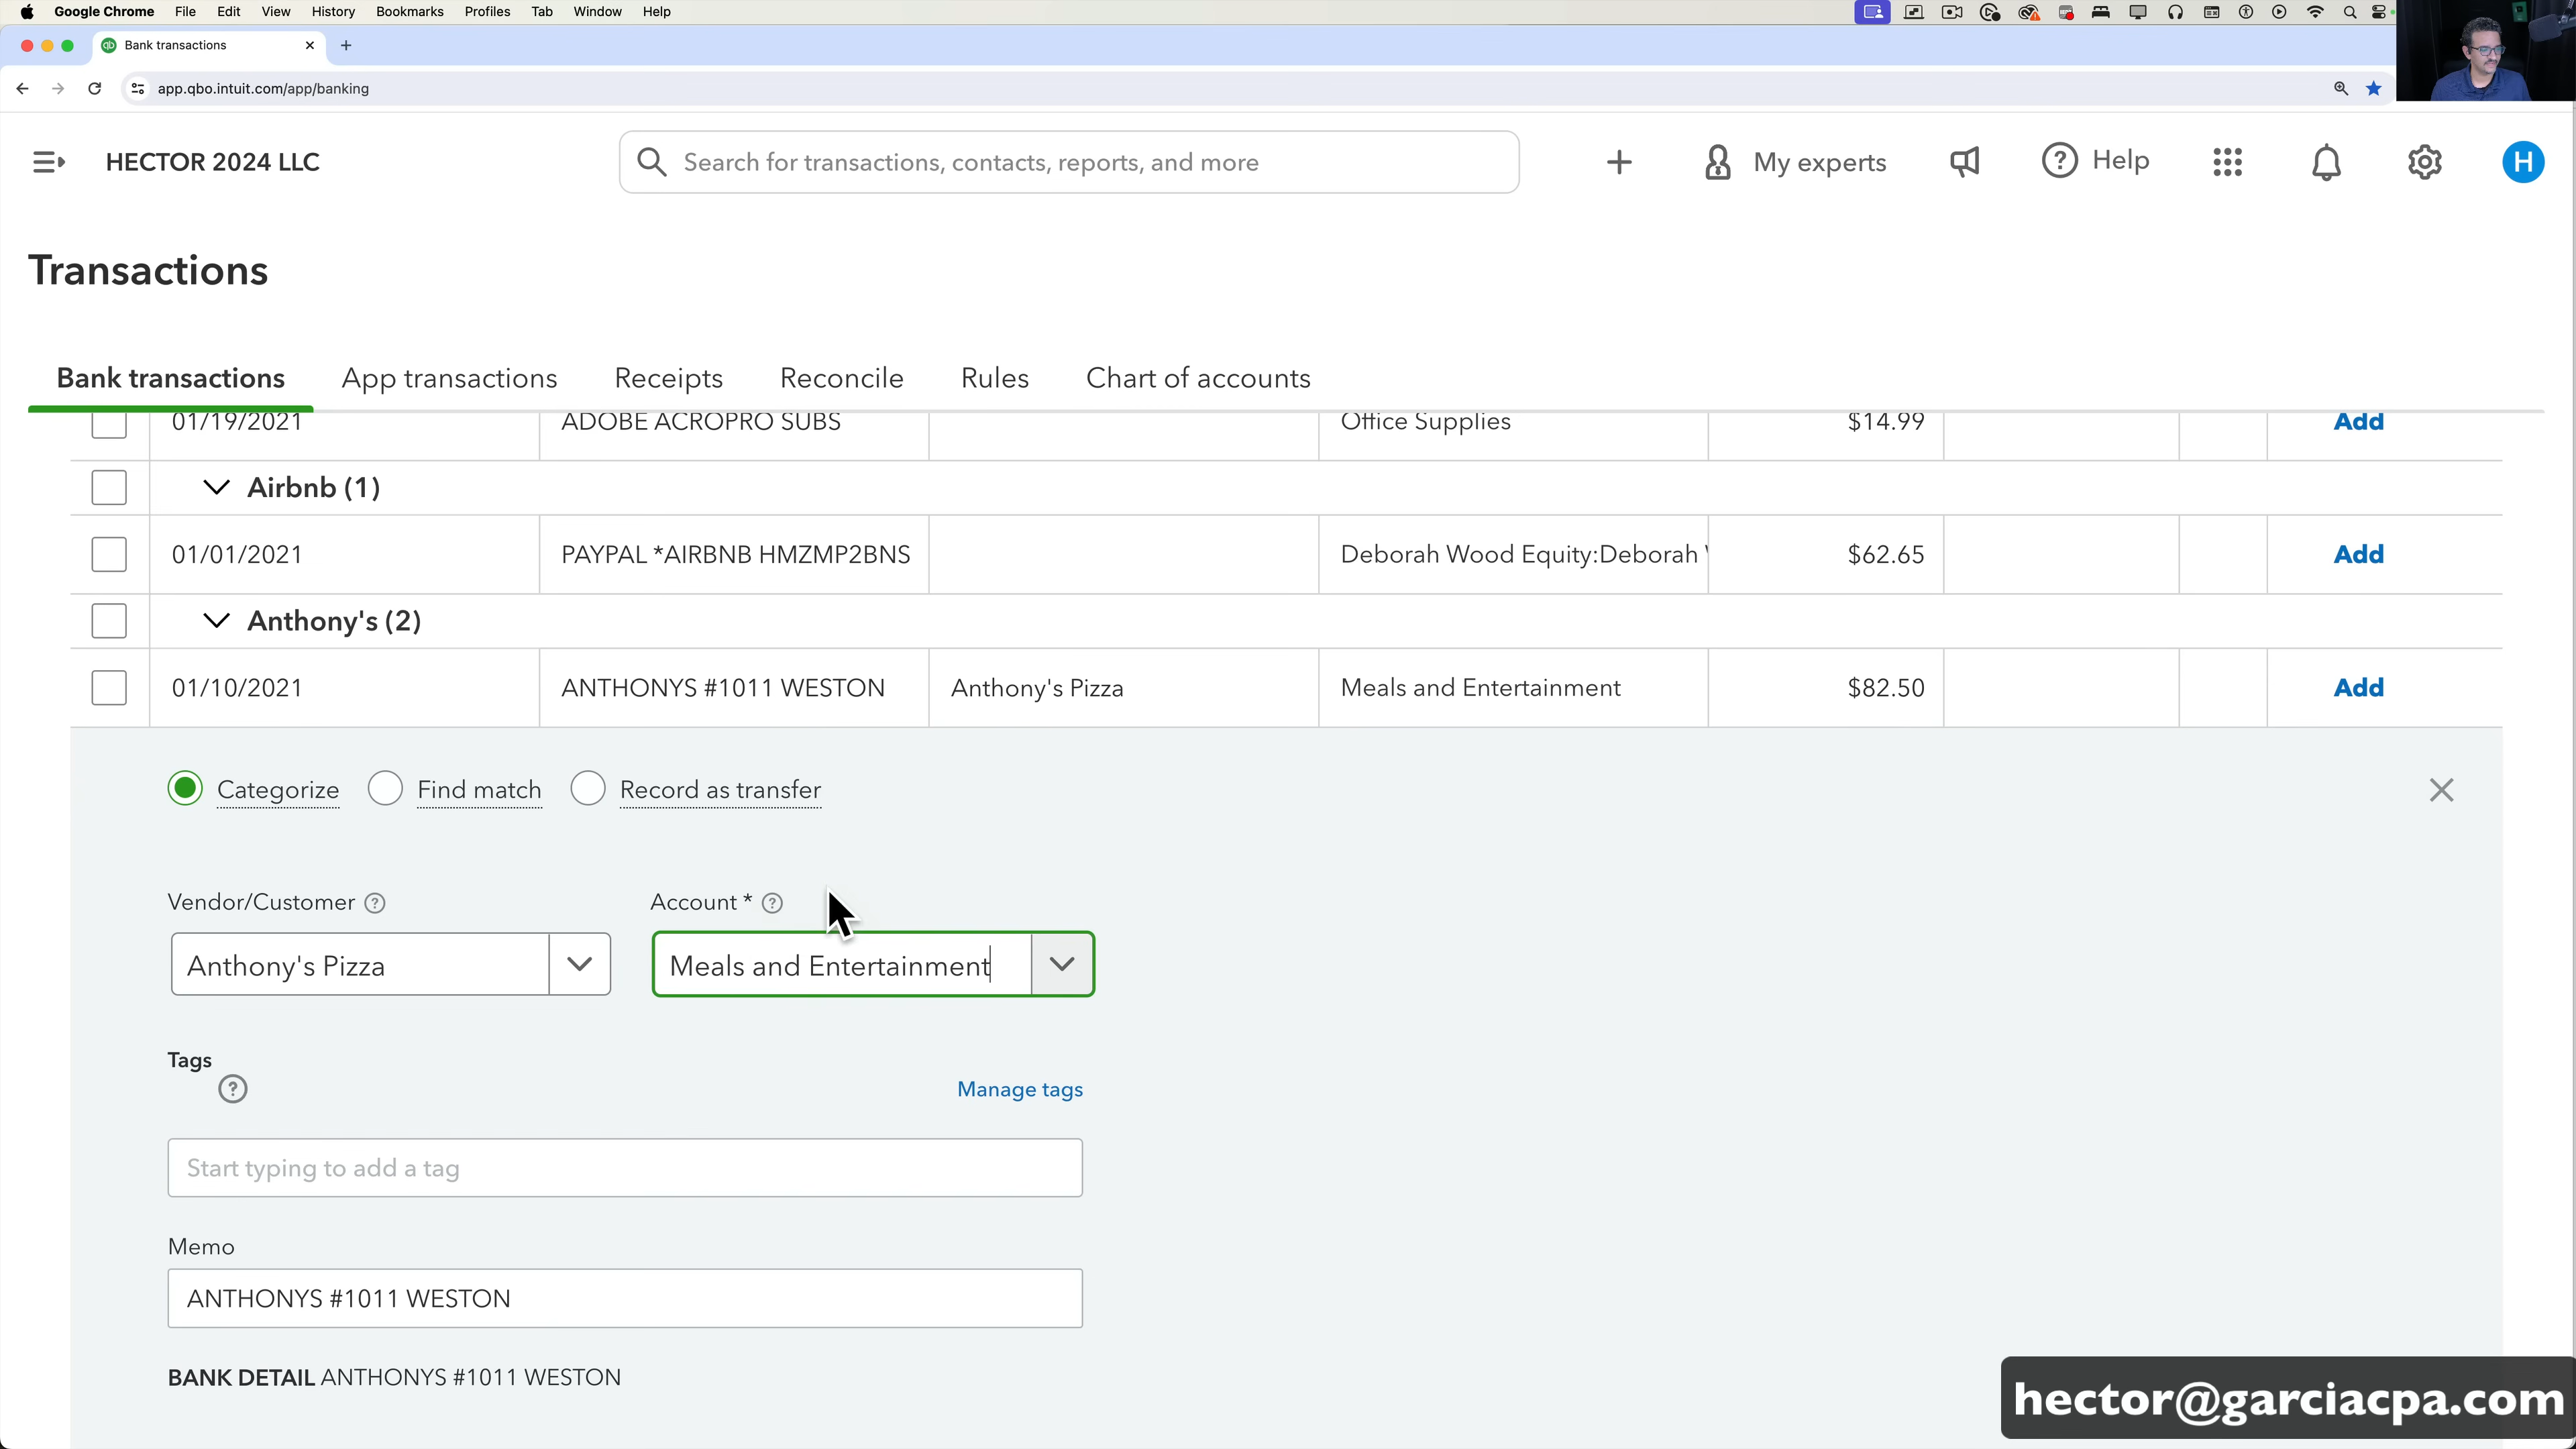 Google Chrome File Edit View History Bookmarks Profiles Tab Window Help
Bank transactions
app.qbo.intuit.com/app/banking
HECTOR 2024 LLC
Search for transactions, contacts, reports, and more
My experts
Help
H
Transactions
Bank transactions App transactions Receipts Reconcile Rules Chart of accounts
01/19/2021 ADOBE ACROPRO SUBS Office Supplies $14.99 Add
Airbnb (1)
01/01/2021 PAYPAL *AIRBNB HMZMP2BNS Deborah Wood Equity:Deborah $62.65 Add
Anthony's (2)
01/10/2021 ANTHONYS #1011 WESTON Anthony's Pizza Meals and Entertainment $82.50 Add
Categorize Find match Record as transfer
Vendor/Customer ? Account * ?
Anthony's Pizza Meals and Entertainment
Tags
? Manage tags
Start typing to add a tag
Memo
ANTHONYS #1011 WESTON
BANK DETAIL ANTHONYS #1011 WESTON
hector@garciacpa.com